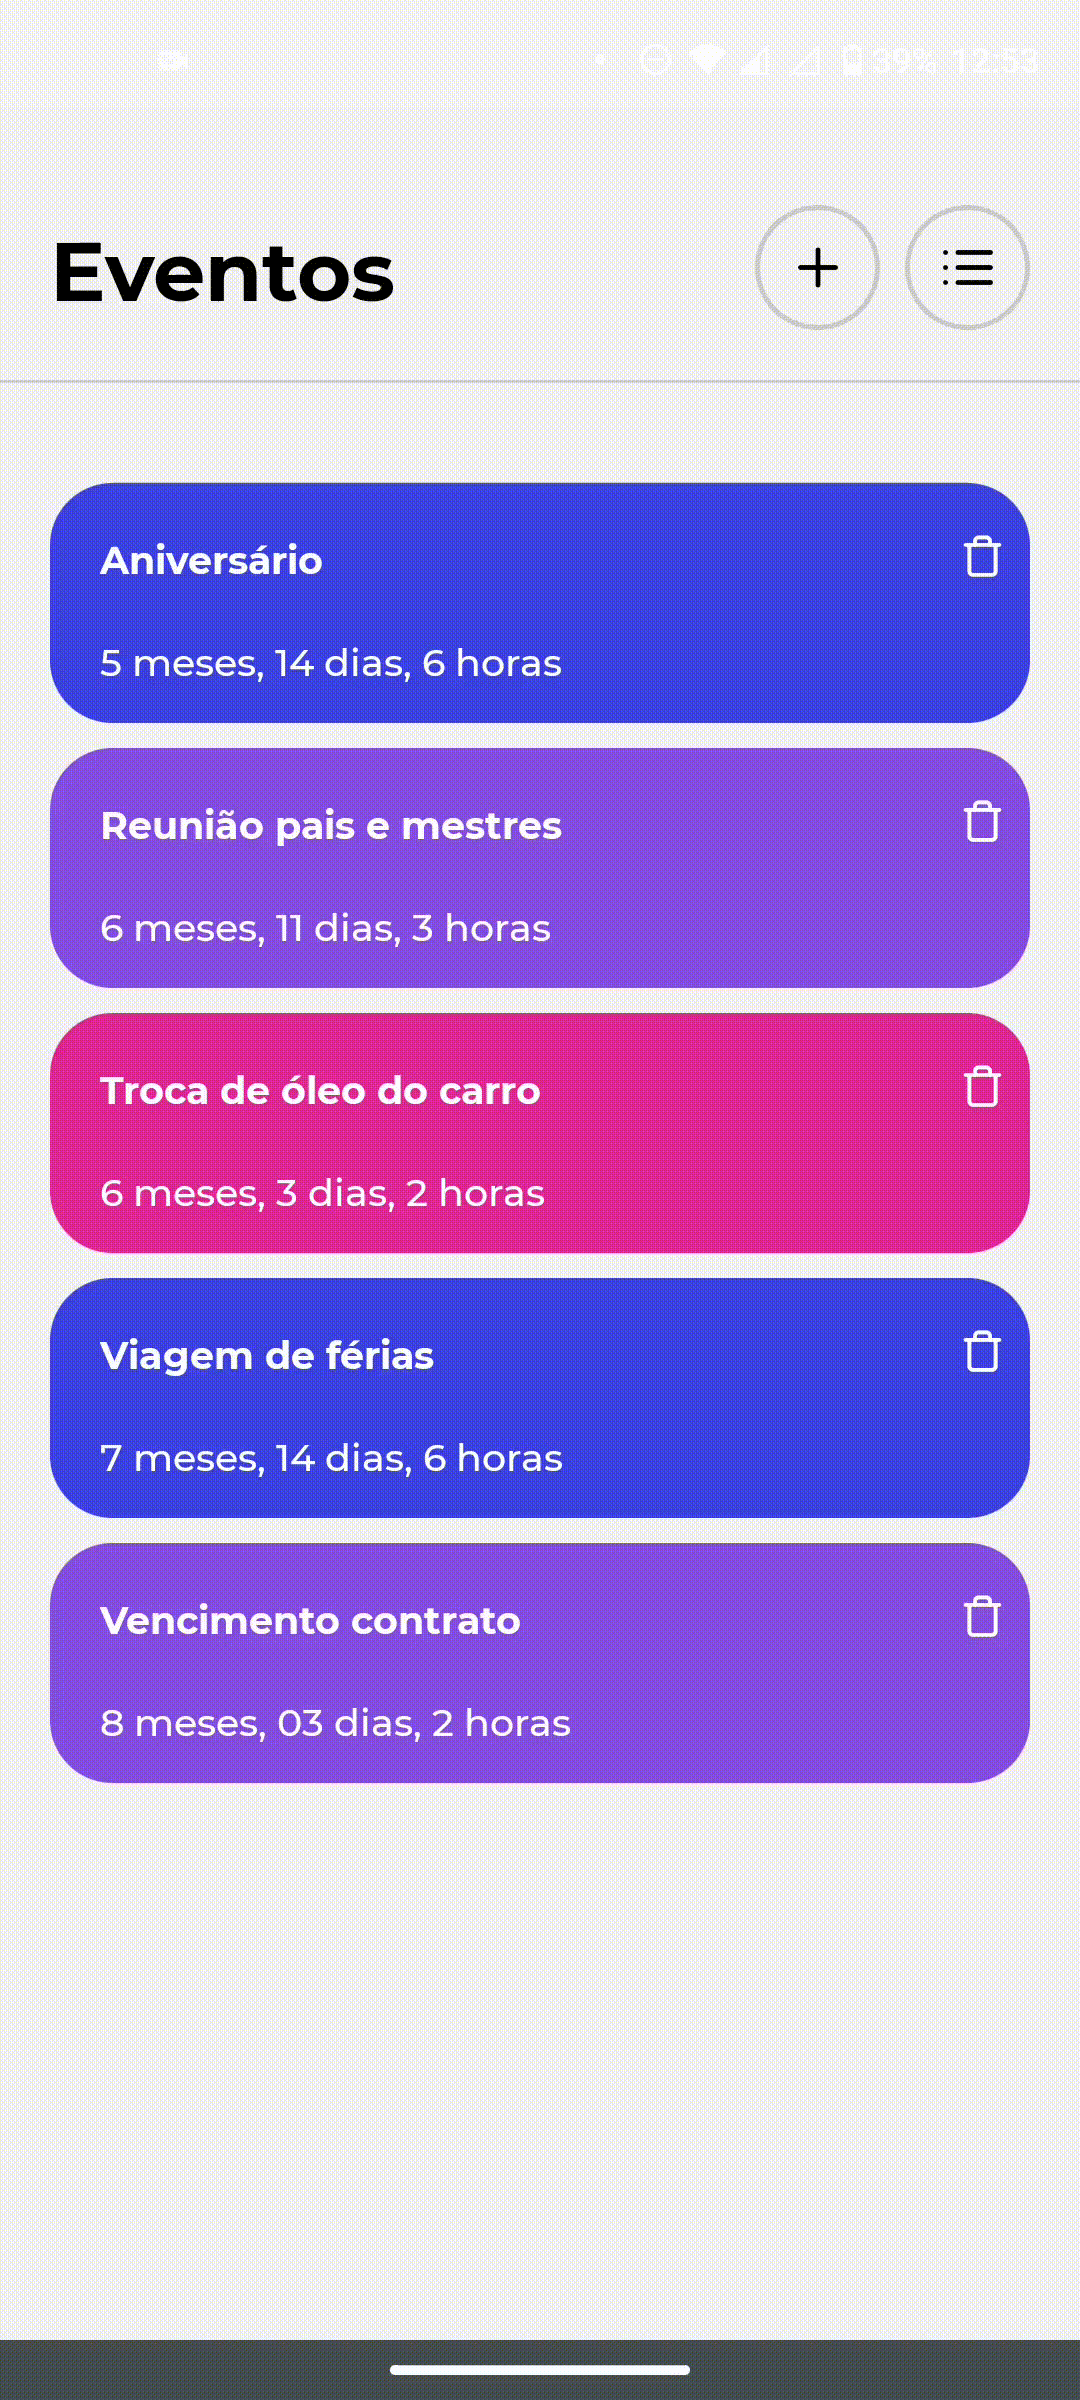 39% 12:53
Eventos
Aniversário
5 meses, 14 dias, 6 horas
Reunião pais e mestres
6 meses, 11 dias, 3 horas
Troca de óleo do carro
6 meses, 3 dias, 2 horas
Viagem de férias
7 meses, 14 dias, 6 horas
Vencimento contrato
8 meses, 03 dias, 2 horas